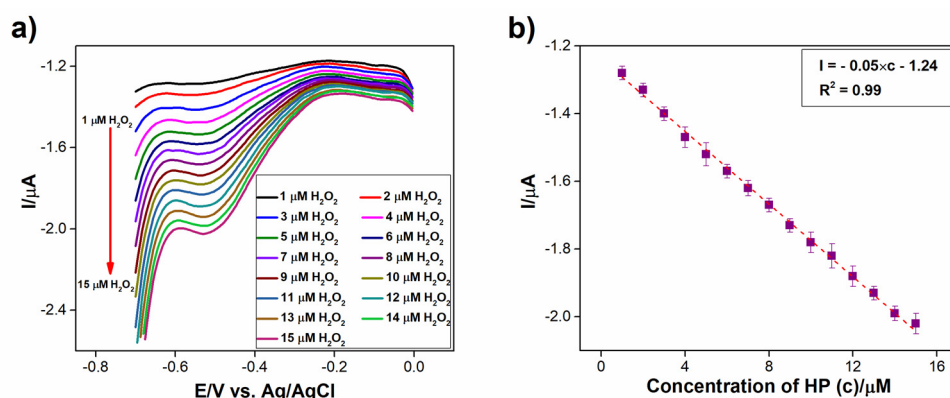 a)
I/μA
-1.2
-1.6
-2.0
-2.4
1 μM H₂O₂
15 μM H₂O₂
1 μM H₂O₂ 2 μM H₂O₂
3 μM H₂O₂ 4 μM H₂O₂
5 μM H₂O₂ 6 μM H₂O₂
7 μM H₂O₂ 8 μM H₂O₂
9 μM H₂O₂ 10 μM H₂O₂
11 μM H₂O₂ 12 μM H₂O₂
13 μM H₂O₂ 14 μM H₂O₂
15 μM H₂O₂
-0.8 -0.6 -0.4 -0.2 0.0
E/V vs. Ag/AgCl
b)
I/μA
-1.2
-1.4
-1.6
-1.8
-2.0
I = - 0.05×c - 1.24
R² = 0.99
0 4 8 12 16
Concentration of HP (c)/μM